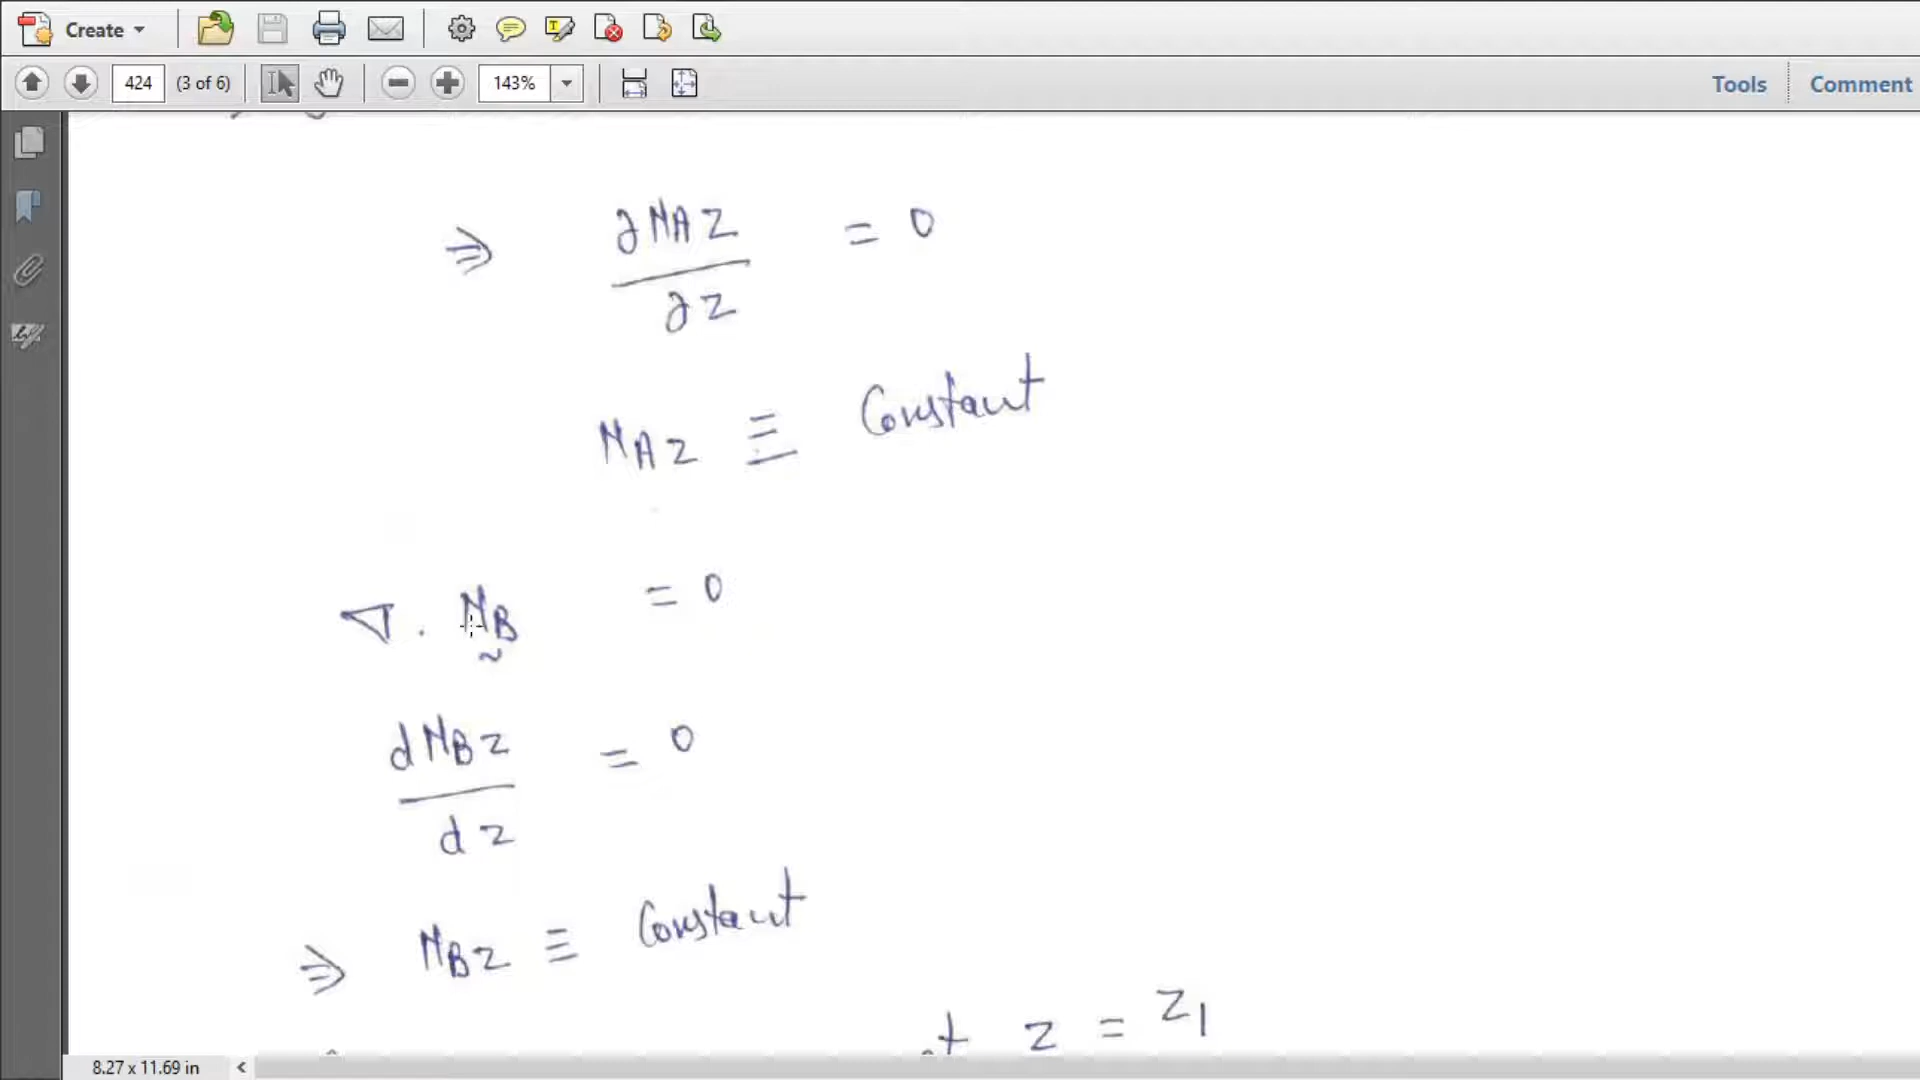 Create
424 (3 of 6) 143% Tools Comment
⇒ ∂NAZ / ∂Z = 0
NAZ ≡ Constant
∇ . NB = 0
~
dNBZ / dZ = 0
⇒ NBZ ≡ Constant
Z = Z1
8.27 x 11.69 in